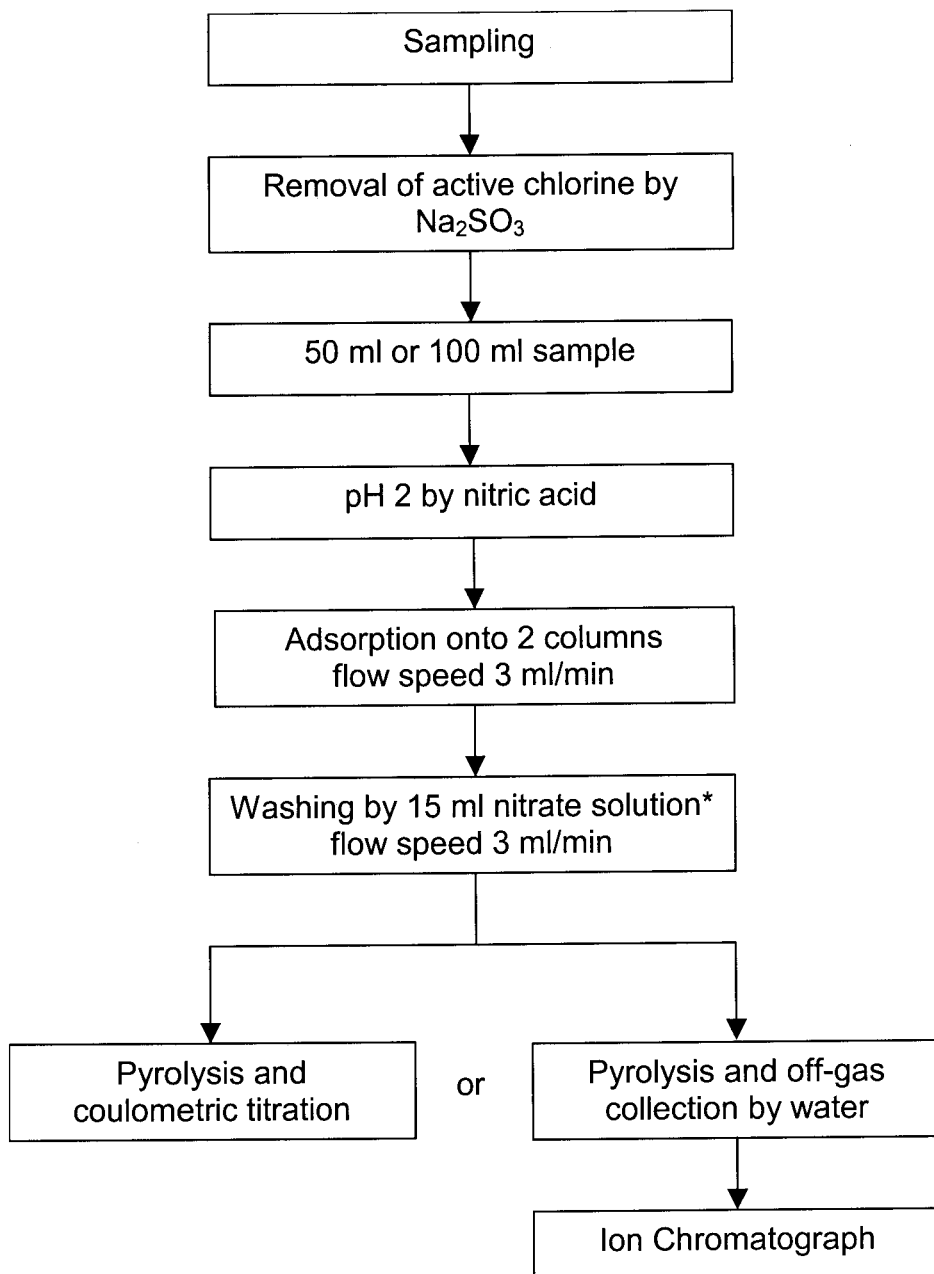 Sampling
Removal of active chlorine by
Na₂SO₃
50 ml or 100 ml sample
pH 2 by nitric acid
Adsorption onto 2 columns
flow speed 3 ml/min
Washing by 15 ml nitrate solution*
flow speed 3 ml/min
Pyrolysis and
coulometric titration
or
Pyrolysis and off-gas
collection by water
Ion Chromatograph